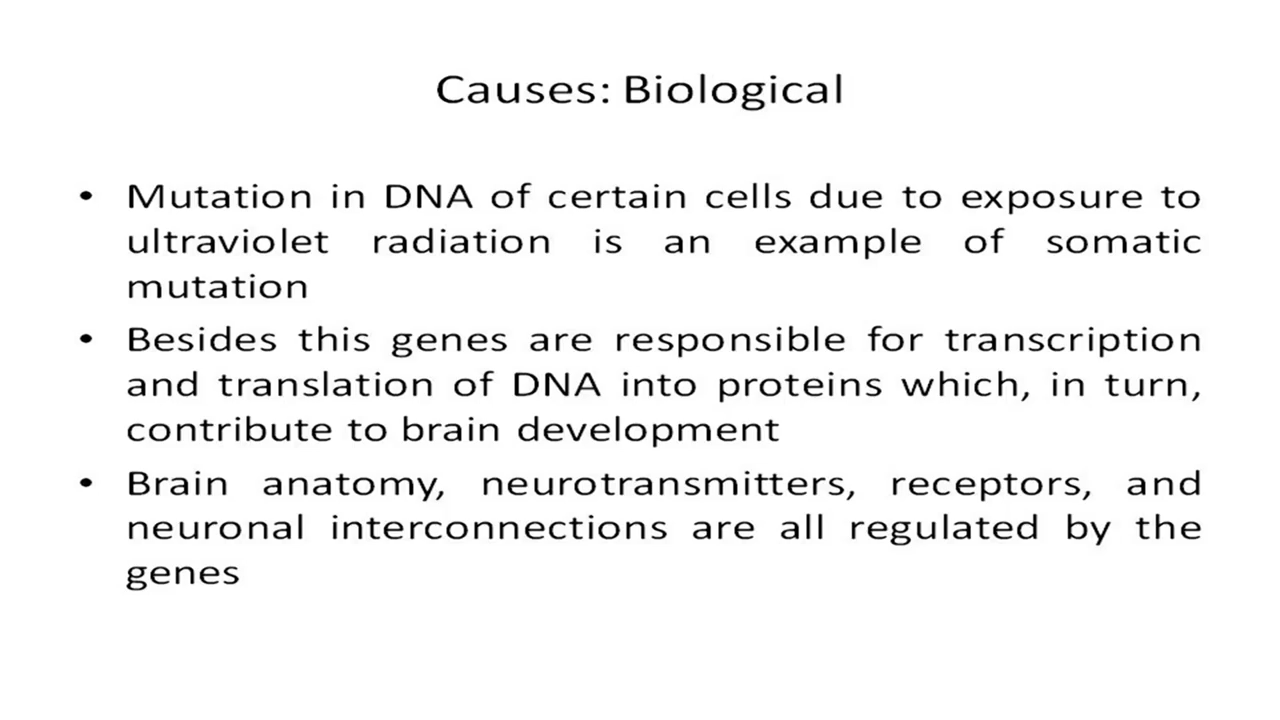 Causes: Biological
• Mutation in DNA of certain cells due to exposure to
ultraviolet radiation is an example of somatic
mutation
• Besides this genes are responsible for transcription
and translation of DNA into proteins which, in turn,
contribute to brain development
• Brain anatomy, neurotransmitters, receptors, and
neuronal interconnections are all regulated by the
genes